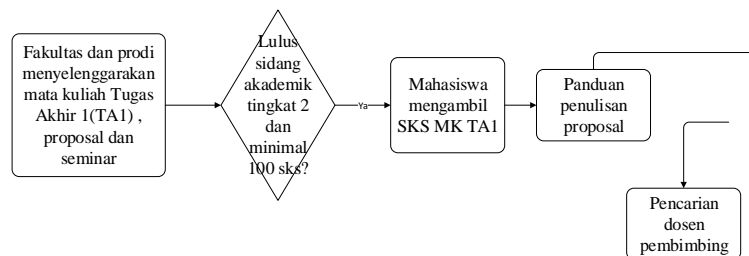 Fakultas dan prodi
menyelenggarakan
mata kuliah Tugas
Akhir 1(TA1) ,
proposal dan
seminar
Lulus
sidang
akademik
tingkat 2
dan
minimal
100 sks?
Ya
Mahasiswa
mengambil
SKS MK TA1
Panduan
penulisan
proposal
Pencarian
dosen
pembimbing